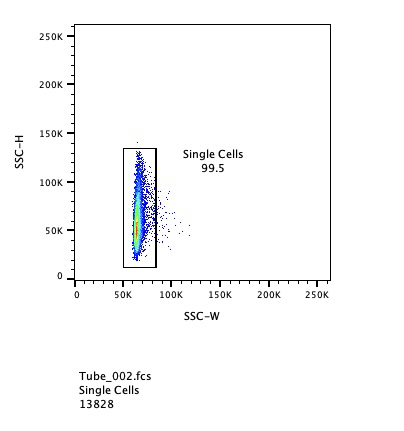 250K
200K
150K
100K
50K
0
SSC-H
Single Cells
99.5
0 50K 100K 150K 200K 250K
SSC-W
Tube_002.fcs
Single Cells
13828